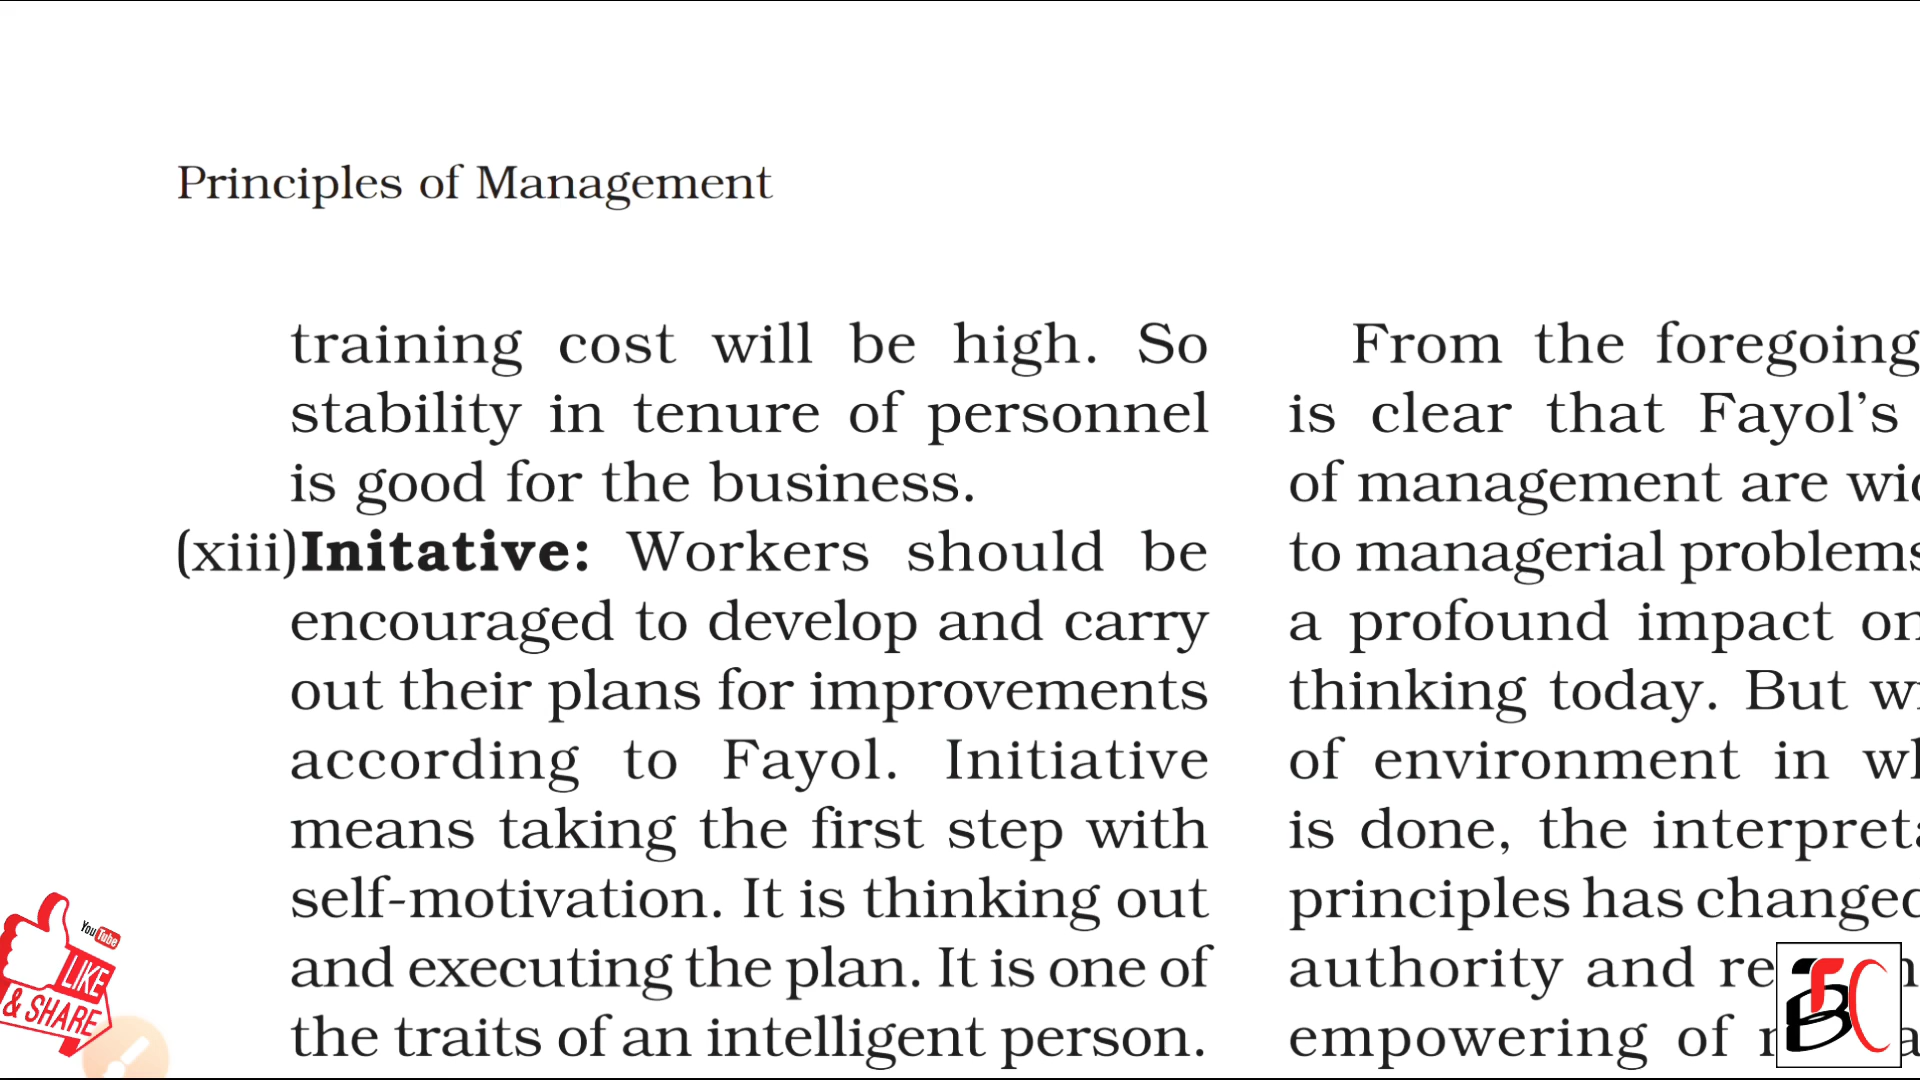 Principles of Management
training cost will be high. So
stability in tenure of personnel
is good for the business.
(xiii)Initative: Workers should be
encouraged to develop and carry
out their plans for improvements
according to Fayol. Initiative
means taking the first step with
self-motivation. It is thinking out
and executing the plan. It is one of
the traits of an intelligent person.
From the foregoing
is clear that Fayol’s
of management are
to managerial problems
a profound impact on
thinking today. But
of environment in
is done, the
principles has changed
authority and
empowering of
You Tube
LIKE
& SHARE